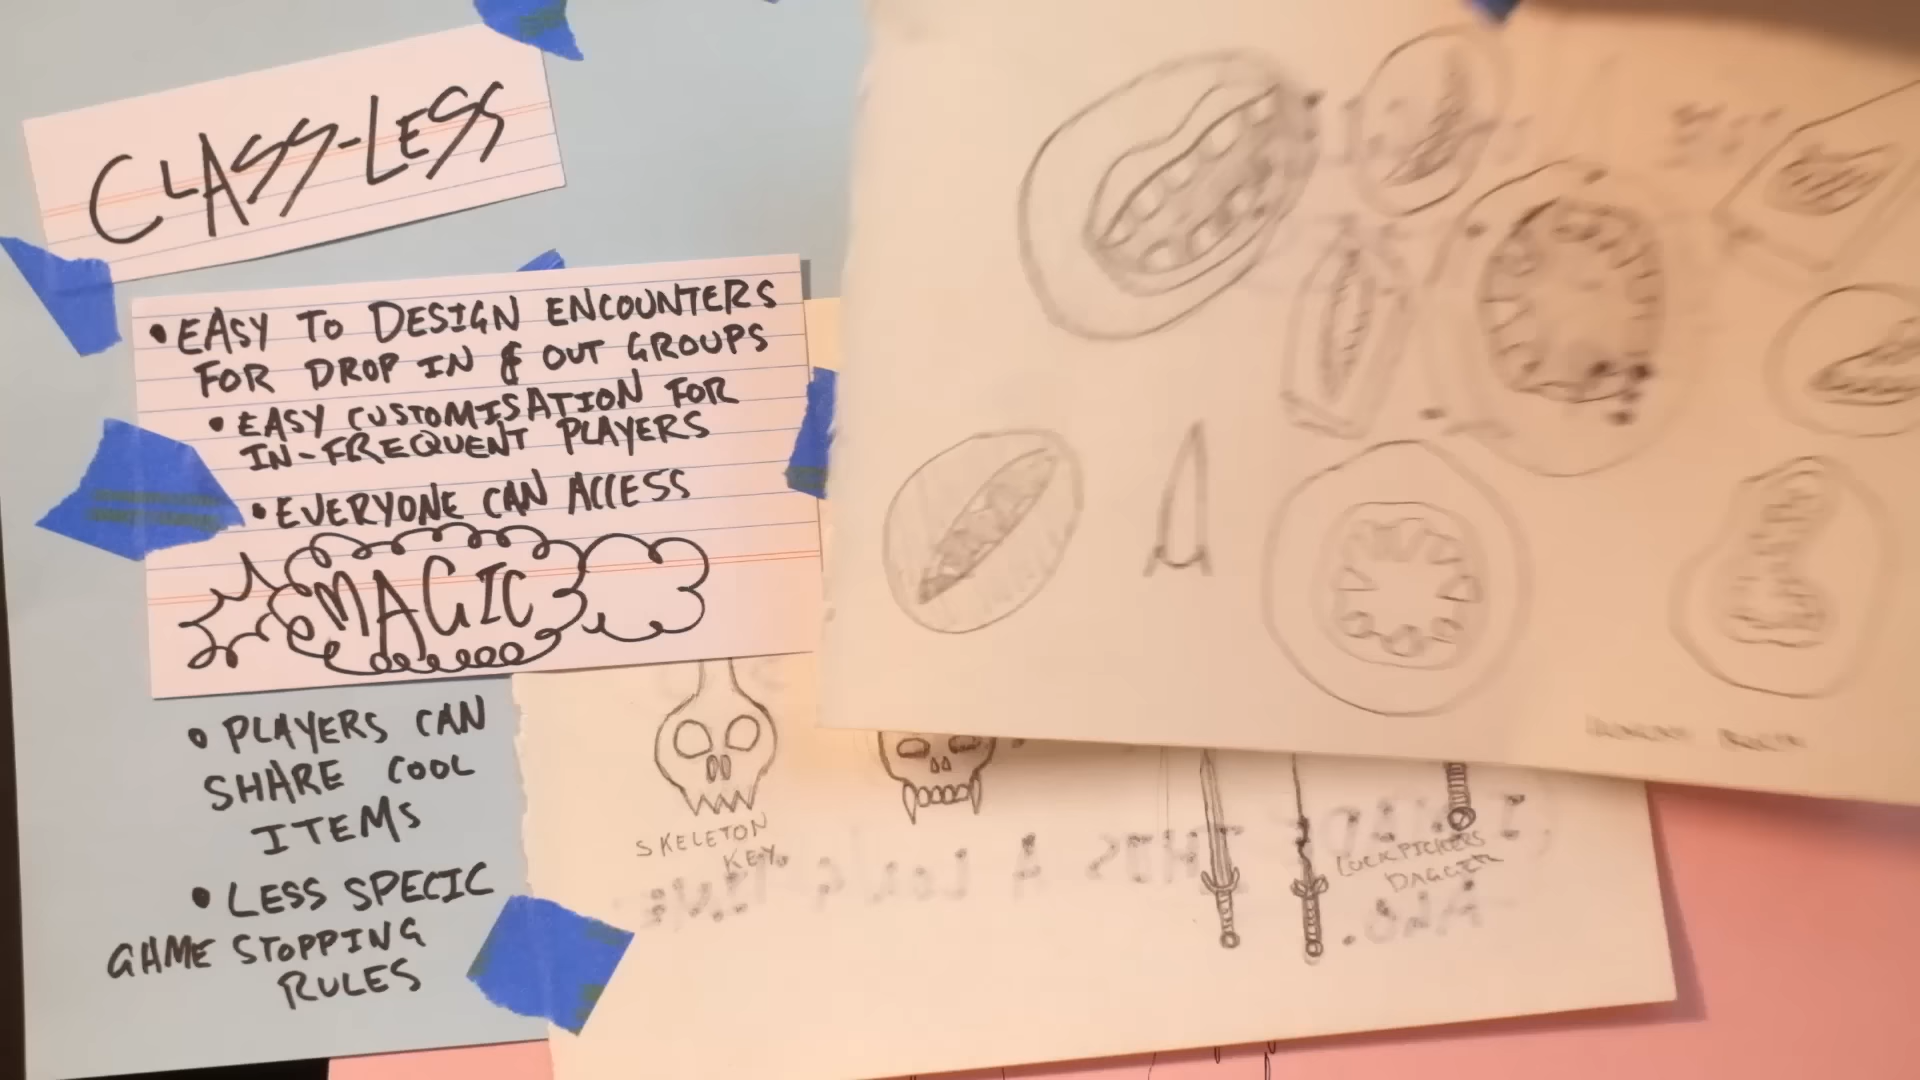 CLASS-LESS
• EASY TO DESIGN ENCOUNTERS
FOR DROP IN & OUT GROUPS
• EASY CUSTOMISATION FOR
IN-FREQUENT PLAYERS
• EVERYONE CAN ACCESS
MAGIC
• PLAYERS CAN
SHARE COOL
ITEMS
• LESS SPECIC
GAME STOPPING
RULES
SKELETON
KEY
LOCKPICKERS
DAGGER